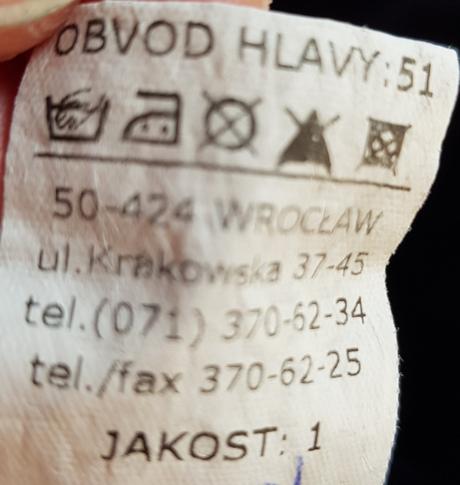 OBVOD HLAVY:51
50-424 WROCŁAW
ul.Krakowska 37-45
tel.(071) 370-62-34
tel./fax 370-62-25
JAKOST: 1